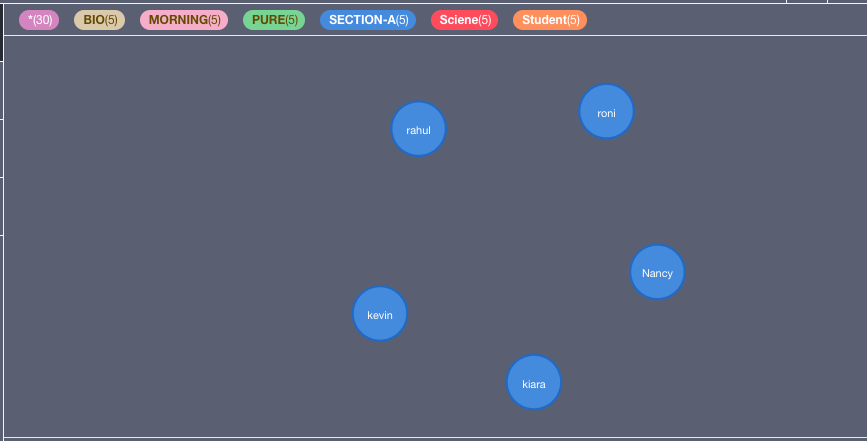 *(30) BIO(5) MORNING(5) PURE(5) SECTION-A(5) Sciene(5) Student(5)
roni
rahul
Nancy
kevin
kiara